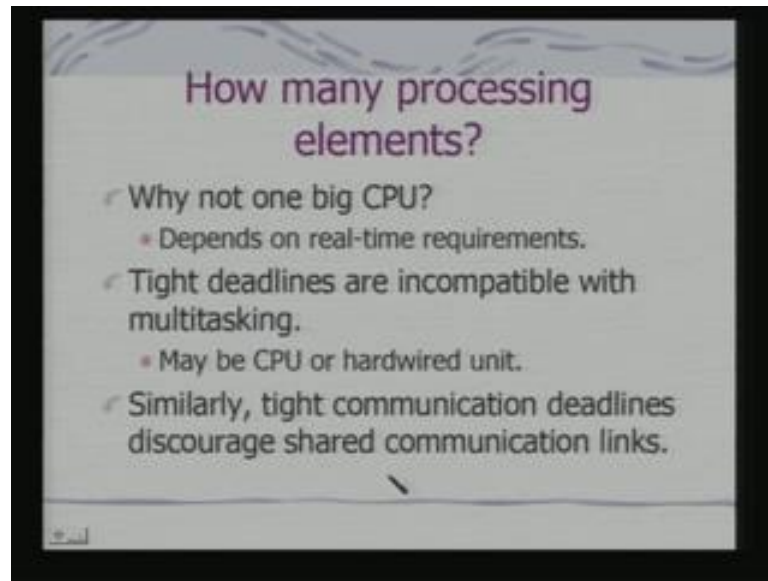 How many processing
elements?
Why not one big CPU?
Depends on real-time requirements.
Tight deadlines are incompatible with
multitasking.
May be CPU or hardwired unit.
Similarly, tight communication deadlines
discourage shared communication links.